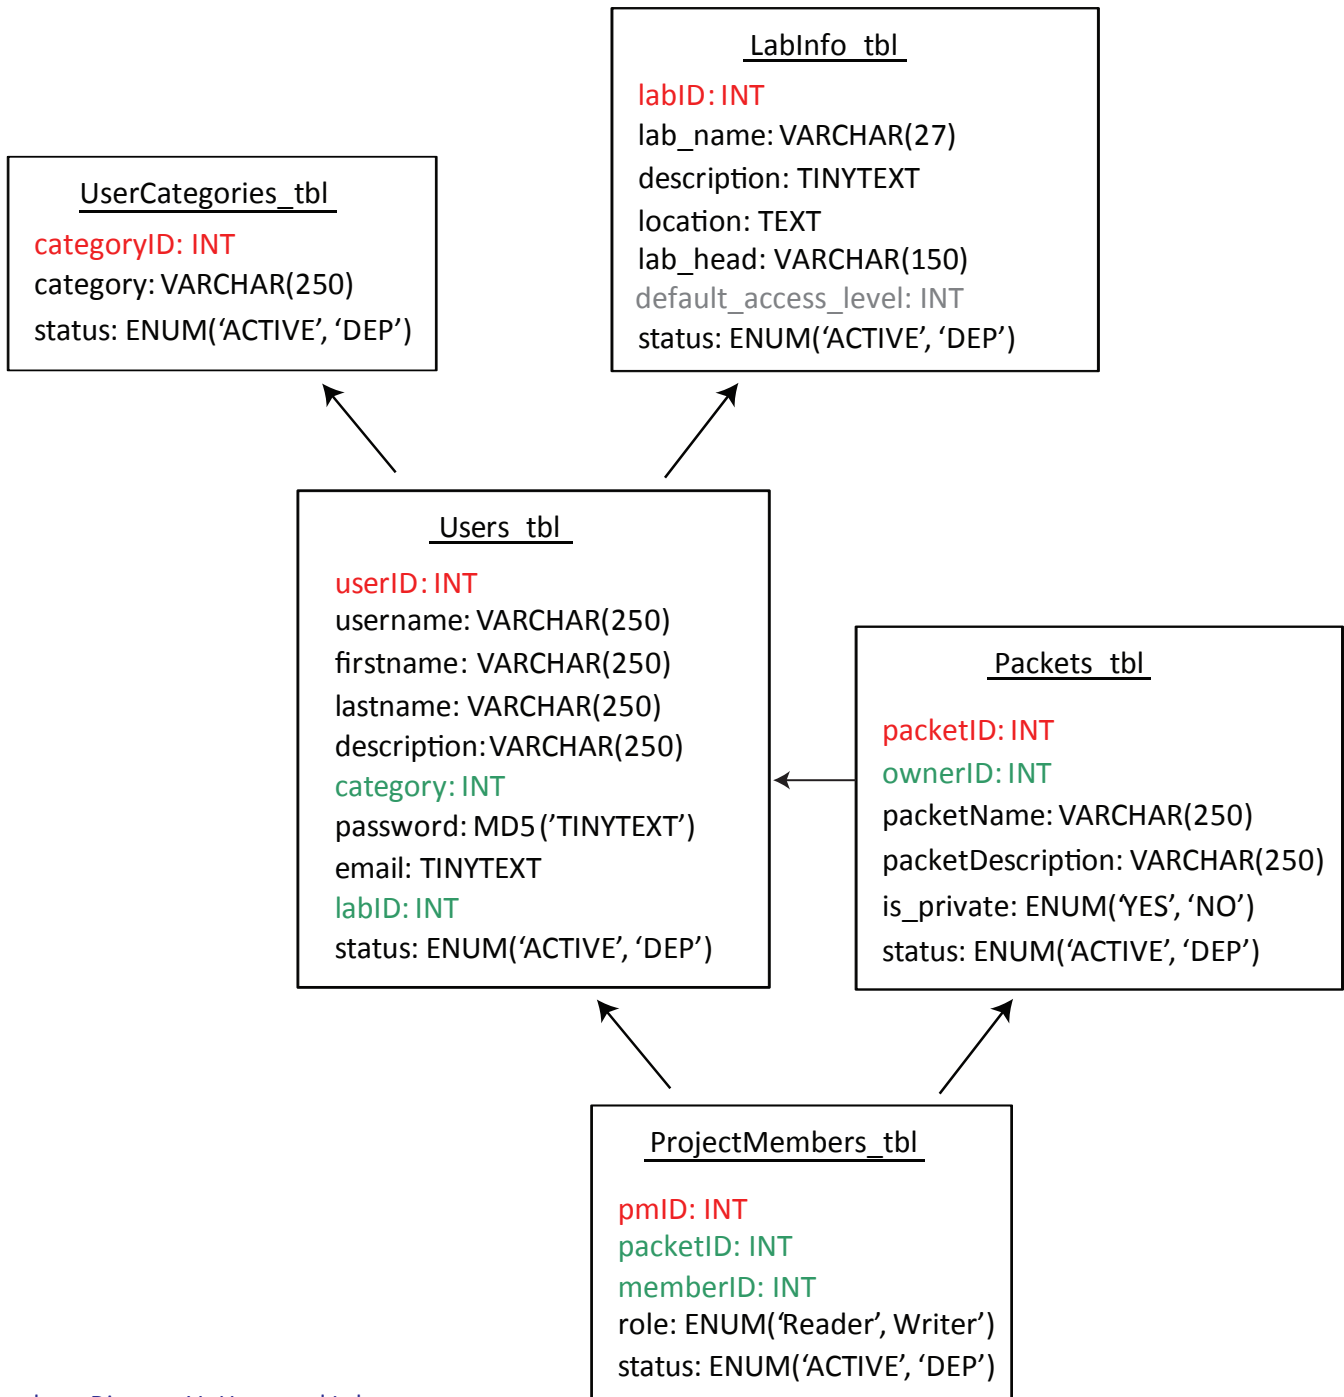 LabInfo_tbl
labID: INT
lab_name: VARCHAR(27)
description: TINYTEXT
location: TEXT
lab_head: VARCHAR(150)
default_access_level: INT
status: ENUM(‘ACTIVE’, ‘DEP’)
UserCategories_tbl
categoryID: INT
category: VARCHAR(250)
status: ENUM(‘ACTIVE’, ‘DEP’)
Users_tbl
userID: INT
username: VARCHAR(250)
firstname: VARCHAR(250)
lastname: VARCHAR(250)
description: VARCHAR(250)
category: INT
password: MD5 (’TINYTEXT’)
email: TINYTEXT
labID: INT
status: ENUM(‘ACTIVE’, ‘DEP’)
Packets_tbl
packetID: INT
ownerID: INT
packetName: VARCHAR(250)
packetDescription: VARCHAR(250)
is_private: ENUM(‘YES’, ‘NO’)
status: ENUM(‘ACTIVE’, ‘DEP’)
ProjectMembers_tbl
pmID: INT
packetID: INT
memberID: INT
role: ENUM(‘Reader’, Writer’)
status: ENUM(‘ACTIVE’, ‘DEP’)